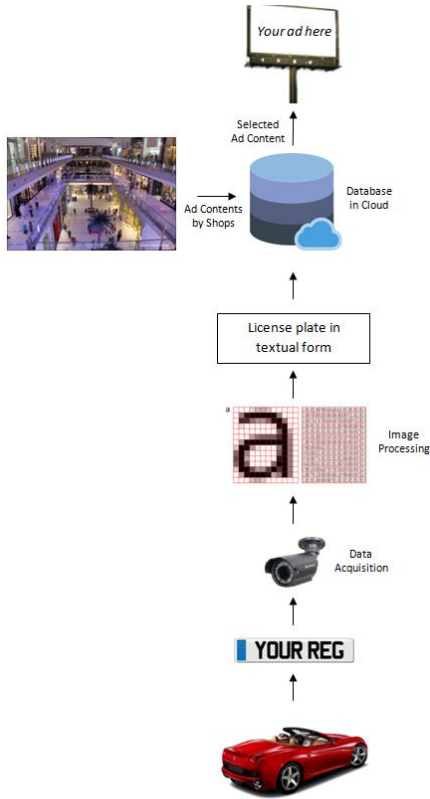 Your ad here
Selected
Ad Content
Database
in Cloud
Ad Contents
by Shops
License plate in
textual form
a
Image
Processing
Data
Acquisition
YOUR REG